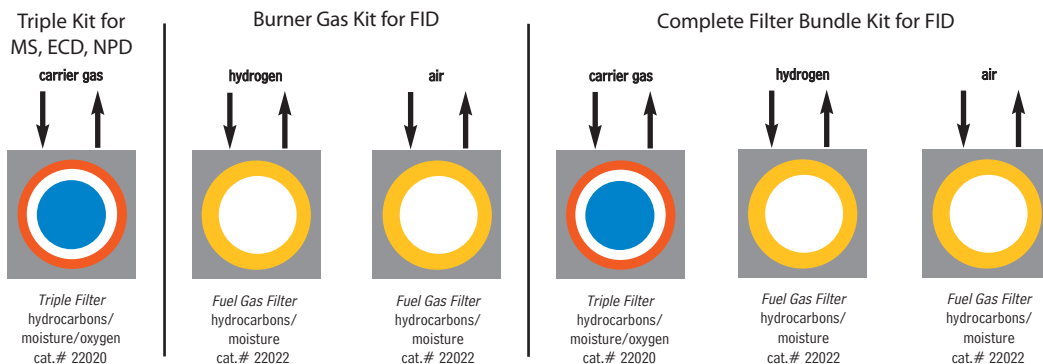 Triple Kit for
MS, ECD, NPD
carrier gas
Triple Filter
hydrocarbons/
moisture/oxygen
cat.# 22020
Burner Gas Kit for FID
hydrogen
Fuel Gas Filter
hydrocarbons/
moisture
cat.# 22022
air
Fuel Gas Filter
hydrocarbons/
moisture
cat.# 22022
Complete Filter Bundle Kit for FID
carrier gas
Triple Filter
hydrocarbons/
moisture/oxygen
cat.# 22020
hydrogen
Fuel Gas Filter
hydrocarbons/
moisture
cat.# 22022
air
Fuel Gas Filter
hydrocarbons/
moisture
cat.# 22022